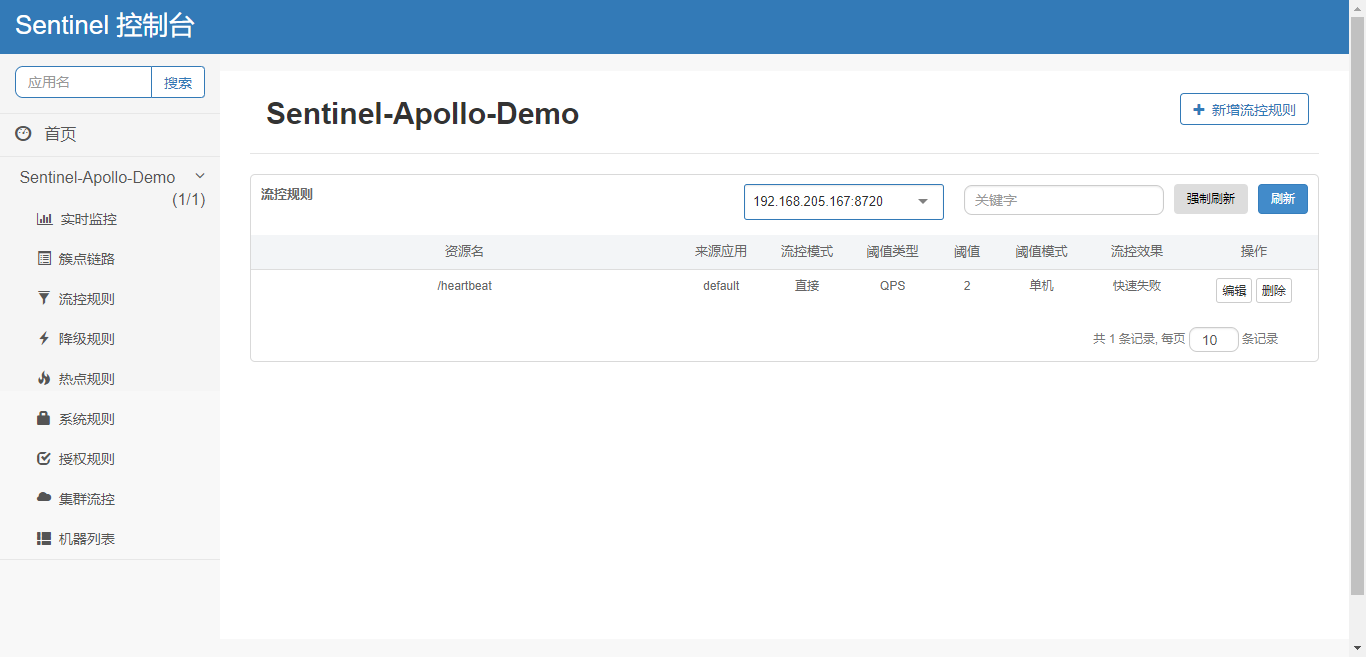 Sentinel 控制台
应用名 搜索
首页
Sentinel-Apollo-Demo
(1/1)
实时监控
簇点链路
流控规则
降级规则
热点规则
系统规则
授权规则
集群流控
机器列表
Sentinel-Apollo-Demo
新增流控规则
流控规则 192.168.205.167:8720 关键字 强制刷新 刷新
资源名 来源应用 流控模式 阈值类型 阈值 阈值模式 流控效果 操作
/heartbeat default 直接 QPS 2 单机 快速失败 编辑 删除
共 1 条记录, 每页 10 条记录